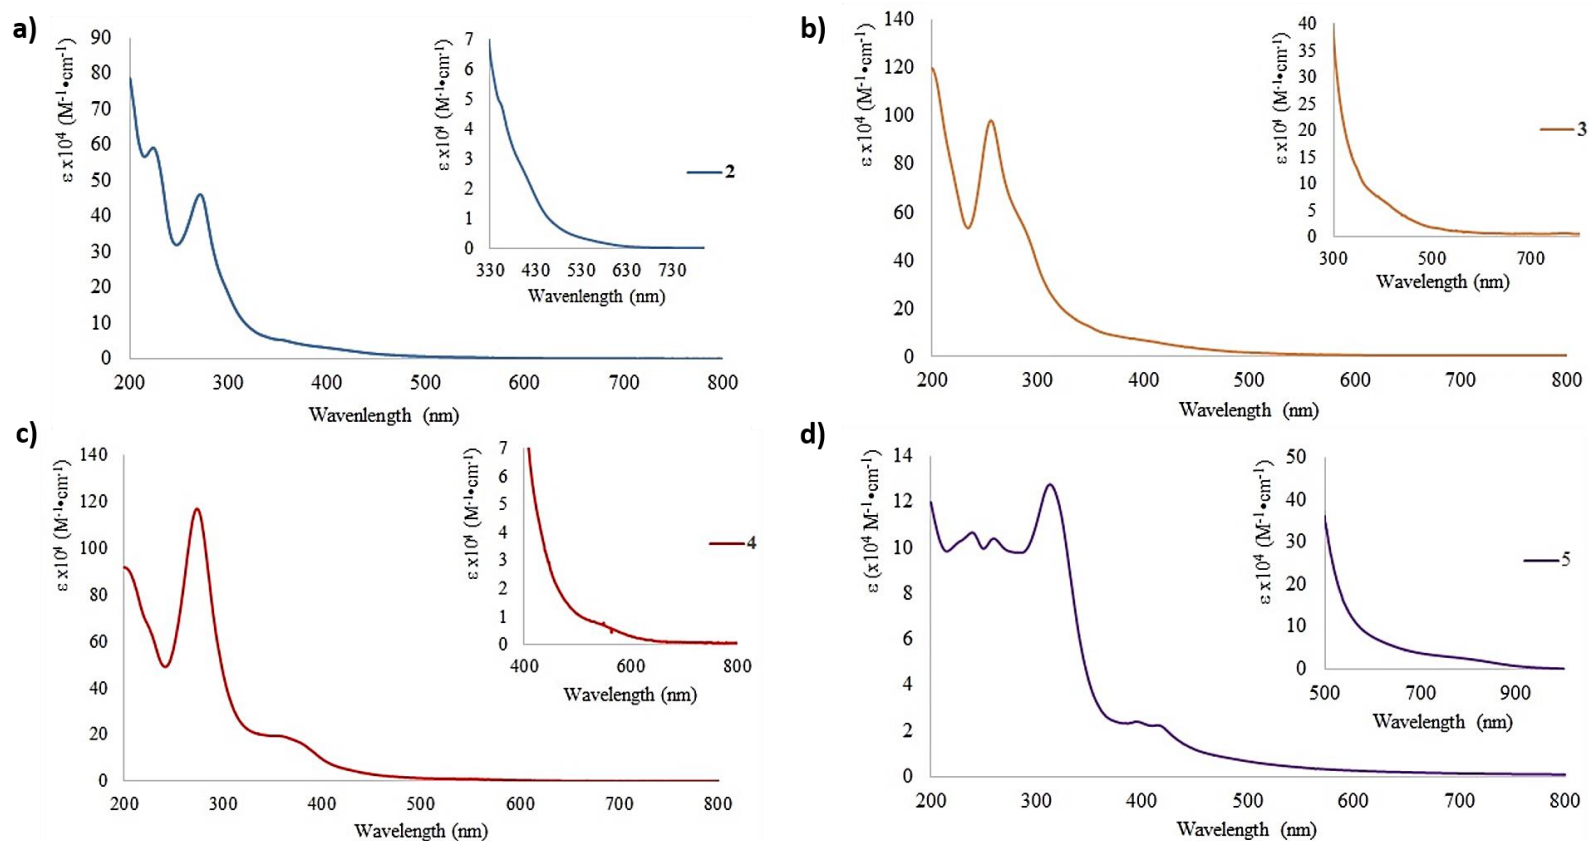 a)
ε x10⁴ (M⁻¹•cm⁻¹)
90
80
70
60
50
40
30
20
10
0
200 300 400 500 600 700 800
Wavenlength (nm)
ε x10⁴ (M⁻¹•cm⁻¹)
7
6
5
4
3
2
1
0
330 430 530 630 730
Wavenlength (nm)
2
b)
ε x10⁴ (M⁻¹•cm⁻¹)
140
120
100
80
60
40
20
0
200 300 400 500 600 700 800
Wavelength (nm)
ε x10⁴ (M⁻¹•cm⁻¹)
40
35
30
25
20
15
10
5
0
300 500 700
Wavelength (nm)
3
c)
ε x10⁴ (M⁻¹•cm⁻¹)
140
120
100
80
60
40
20
0
200 300 400 500 600 700 800
Wavelength (nm)
ε x10⁴ (M⁻¹•cm⁻¹)
7
6
5
4
3
2
1
0
400 600 800
Wavelength (nm)
4
d)
ε (x10⁴ M⁻¹•cm⁻¹)
14
12
10
8
6
4
2
0
200 300 400 500 600 700 800
Wavelength (nm)
ε x10⁴ (M⁻¹•cm⁻¹)
50
40
30
20
10
0
500 700 900
Wavelength (nm)
5